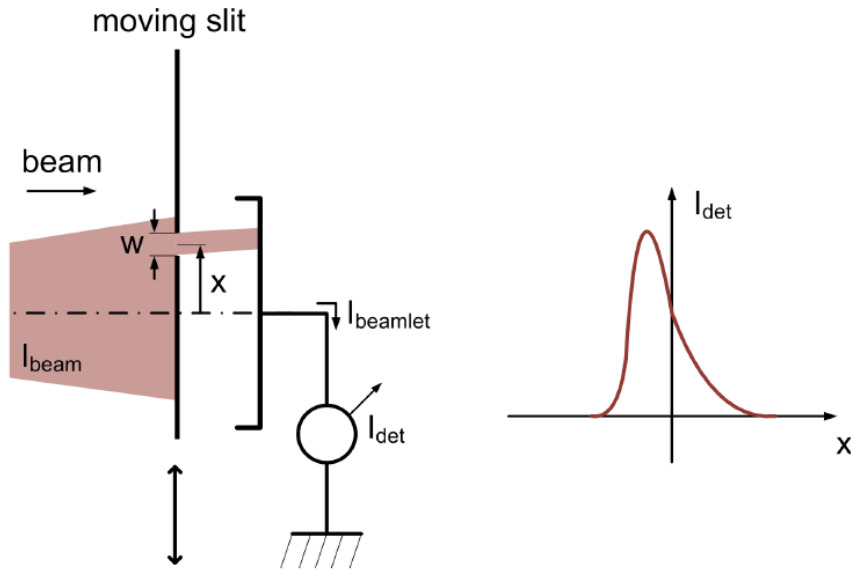 moving slit
beam
w
x
I_beamlet
I_beam
I_det
I_det
x